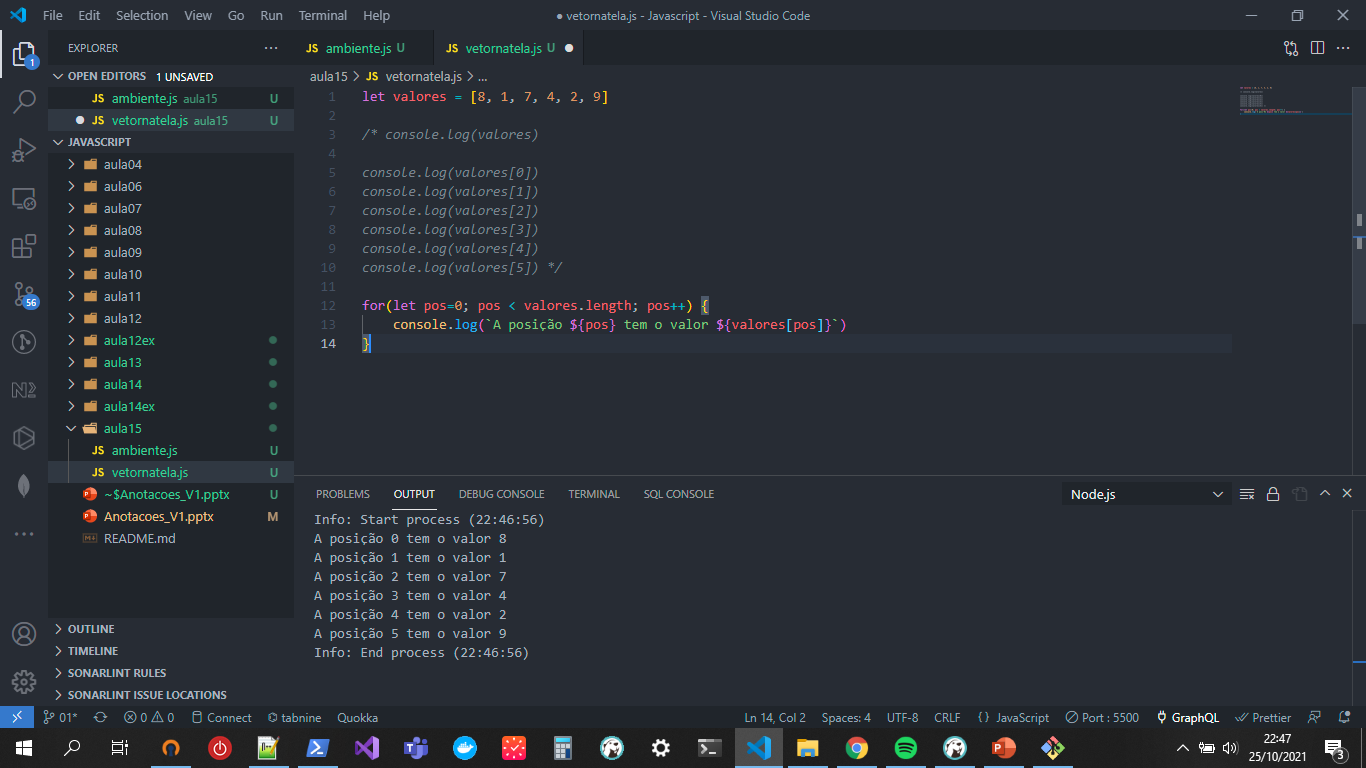 File Edit Selection View Go Run Terminal Help ● vetornatela.js - Javascript - Visual Studio Code
EXPLORER ···
JS ambiente.js U JS vetornatela.js U ●
OPEN EDITORS 1 UNSAVED
JS ambiente.js aula15 U
● JS vetornatela.js aula15 U
JAVASCRIPT
aula04
aula06
aula07
aula08
aula09
aula10
aula11
aula12
aula12ex
aula13
aula14
aula14ex
aula15
JS ambiente.js U
JS vetornatela.js U
~$Anotacoes_V1.pptx U
Anotacoes_V1.pptx M
README.md
OUTLINE
TIMELINE
SONARLINT RULES
SONARLINT ISSUE LOCATIONS
1
56
aula15 > JS vetornatela.js > ...
1 let valores = [8, 1, 7, 4, 2, 9]
2
3 /* console.log(valores)
4
5 console.log(valores[0])
6 console.log(valores[1])
7 console.log(valores[2])
8 console.log(valores[3])
9 console.log(valores[4])
10 console.log(valores[5]) */
11
12 for(let pos=0; pos < valores.length; pos++) {
13 console.log(`A posição ${pos} tem o valor ${valores[pos]}`)
14 }
PROBLEMS OUTPUT DEBUG CONSOLE TERMINAL SQL CONSOLE Node.js
Info: Start process (22:46:56)
A posição 0 tem o valor 8
A posição 1 tem o valor 1
A posição 2 tem o valor 7
A posição 3 tem o valor 4
A posição 4 tem o valor 2
A posição 5 tem o valor 9
Info: End process (22:46:56)
01* 0 0 Connect tabnine Quokka Ln 14, Col 2 Spaces: 4 UTF-8 CRLF {} JavaScript Port : 5500 GraphQL Prettier
22:47
25/10/2021
3